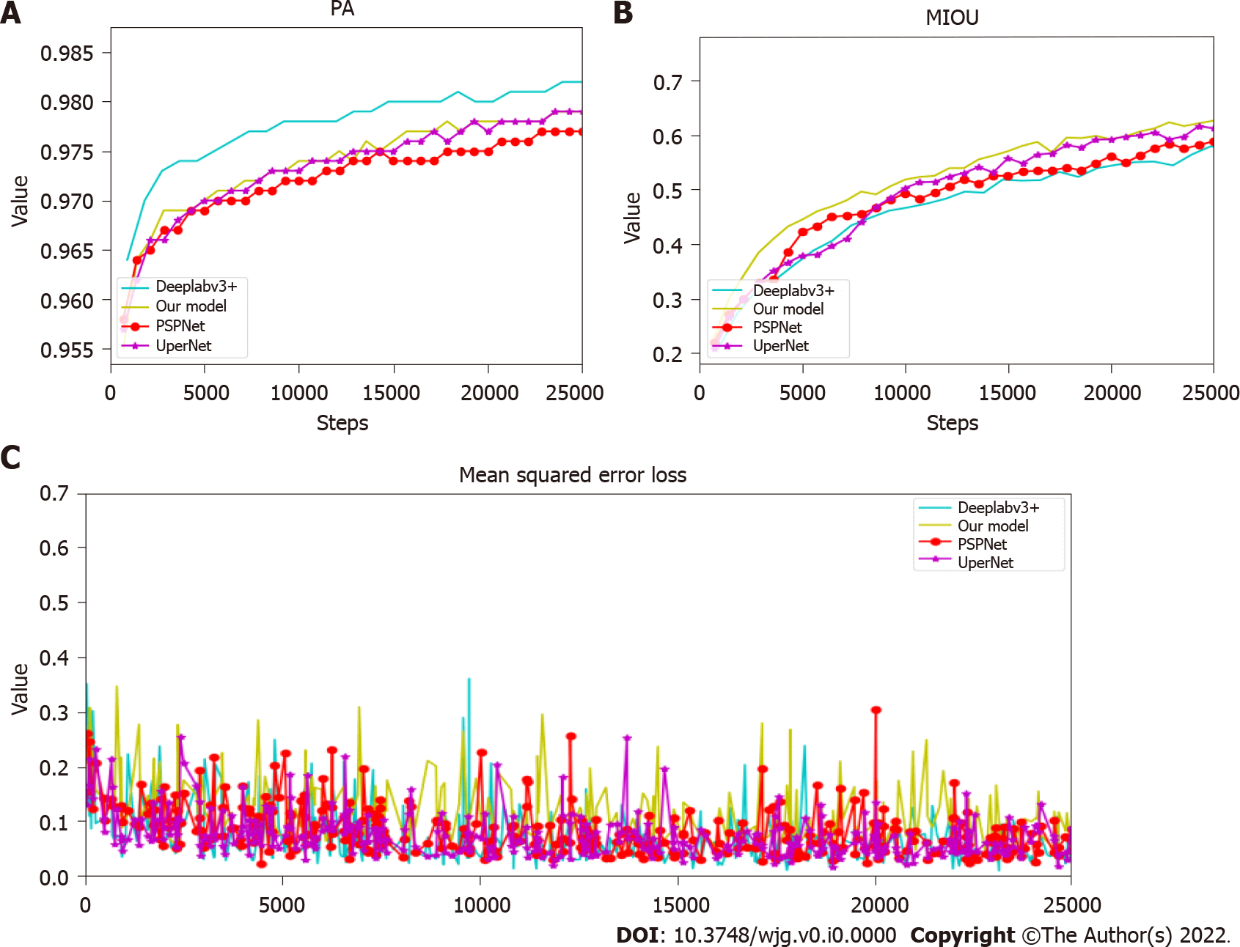 A
PA
0.985
0.980
0.975
0.970
0.965
0.960
0.955
Value
Deeplabv3+
Our model
PSPNet
UperNet
0 5000 10000 15000 20000 25000
Steps
B
MIOU
0.7
0.6
0.5
0.4
0.3
0.2
Value
Deeplabv3+
Our model
PSPNet
UperNet
0 5000 10000 15000 20000 25000
Steps
C
Mean squared error loss
0.7
0.6
0.5
0.4
0.3
0.2
0.1
0.0
Value
Deeplabv3+
Our model
PSPNet
UperNet
0 5000 10000 15000 20000 25000
DOI: 10.3748/wjg.v0.i0.0000 Copyright ©The Author(s) 2022.